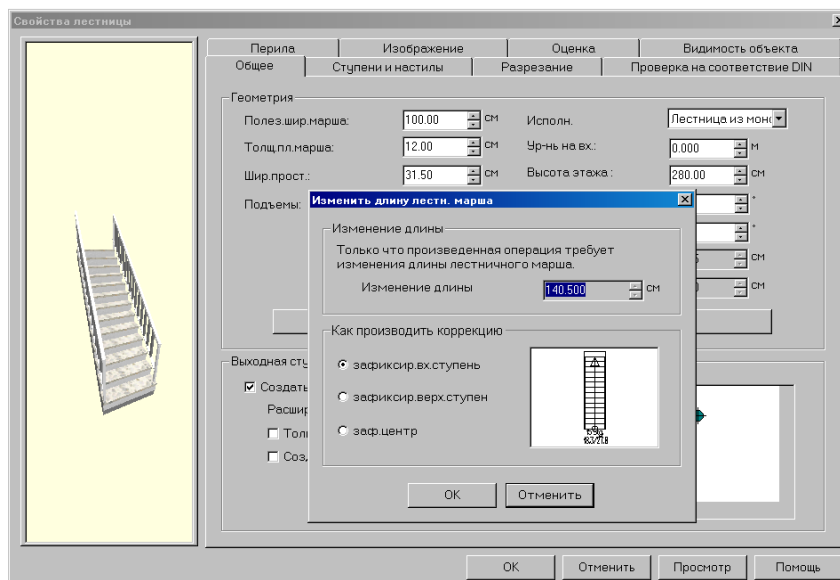 Свойства лестницы
Перила Изображение Оценка Видимость объекта
Общее Ступени и настилы Разрезание Проверка на соответствие DIN
Геометрия
Полез.шир.марша: 100.00 см Исполн. Лестница из моно
Толщ.пл.марша: 12.00 см Ур-нь на вх.: 0.000 м
Шир.прост.: 31.50 см Высота этажа : 280.00 см
Подъемы:
Изменить длину лестн. марша
Изменение длины
Только что произведенная операция требует
изменения длины лестничного марша.
Изменение длины 140.500 см
см
см
Как производить коррекцию
зафиксир.вх.ступень
зафиксир.верх.ступен
заф.центр
Выходная сту
Создать
Расшир
Толь
Соз
OK Отменить
OK Отменить Просмотр Помощь